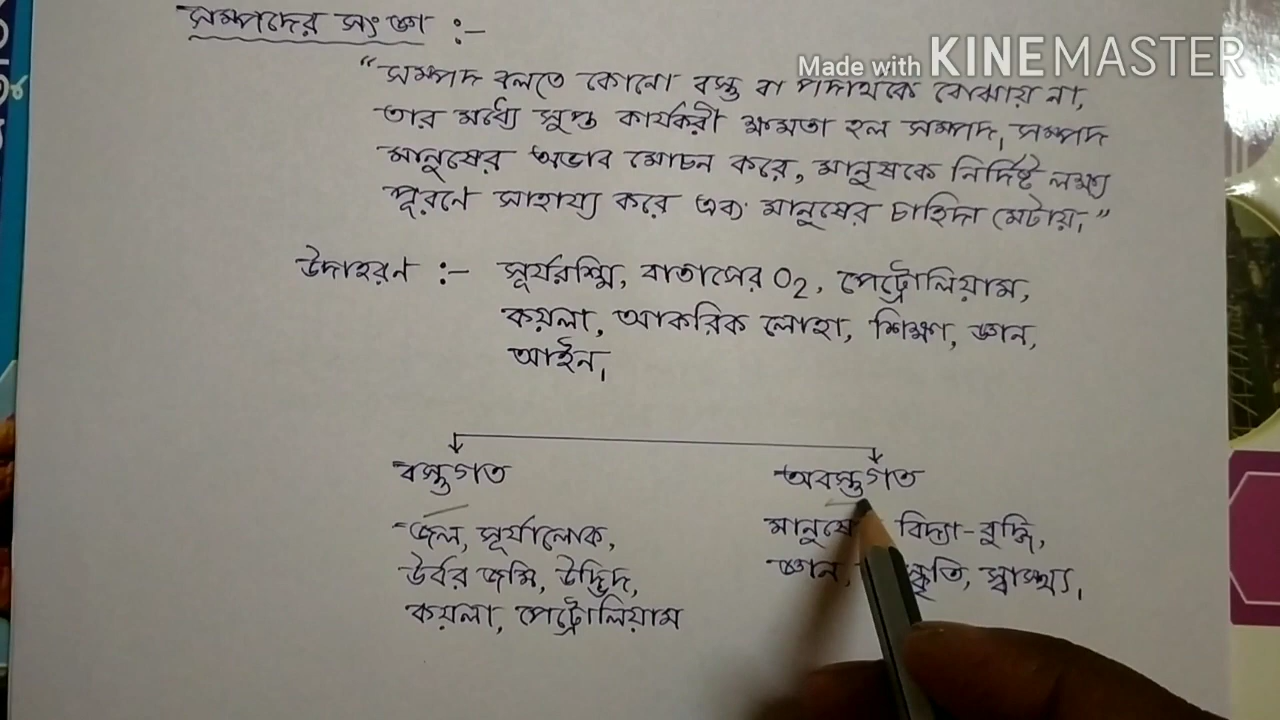 সম্পদের সংজ্ঞা :-
Made with KINEMASTER
"সম্পদ বলতে কোনো বস্তু বা পদার্থকে বোঝায় না,
তার মধ্যে সুপ্ত কার্যকরী ক্ষমতা হল সম্পদ, সম্পদ
মানুষের অভাব মোচন করে, মানুষকে নির্দিষ্ট লক্ষ্য
পূরণে সাহায্য করে এবং মানুষের চাহিদা মেটায়।"
উদাহরণ :- সূর্যরশ্মি, বাতাসের O₂, পেট্রোলিয়াম,
কয়লা, আকরিক লোহা, শিক্ষা, জ্ঞান,
আইন।
বস্তুগত
জল, সূর্যালোক,
উর্বর জমি, উদ্ভিদ,
কয়লা, পেট্রোলিয়াম
অবস্তুগত
বিদ্যা-বুদ্ধি,
জ্ঞান, স্বাস্থ্য।